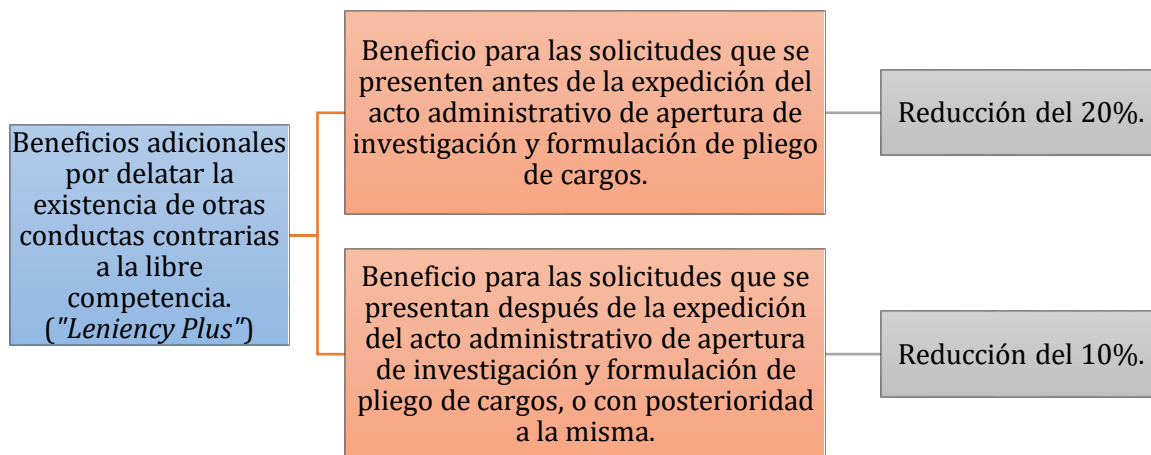 Beneficios adicionales
por delatar la
existencia de otras
conductas contrarias
a la libre
competencia.
("Leniency Plus")
Beneficio para las solicitudes que se
presenten antes de la expedición del
acto administrativo de apertura de
investigación y formulación de pliego
de cargos.
Reducción del 20%.
Beneficio para las solicitudes que se
presentan después de la expedición
del acto administrativo de apertura
de investigación y formulación de
pliego de cargos, o con posterioridad
a la misma.
Reducción del 10%.